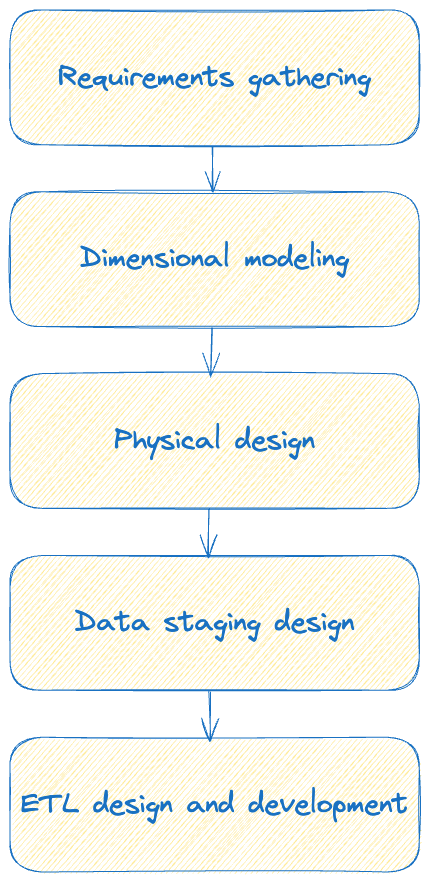 Requirements gathering
Dimensional modeling
Physical design
Data staging design
ETL design and development